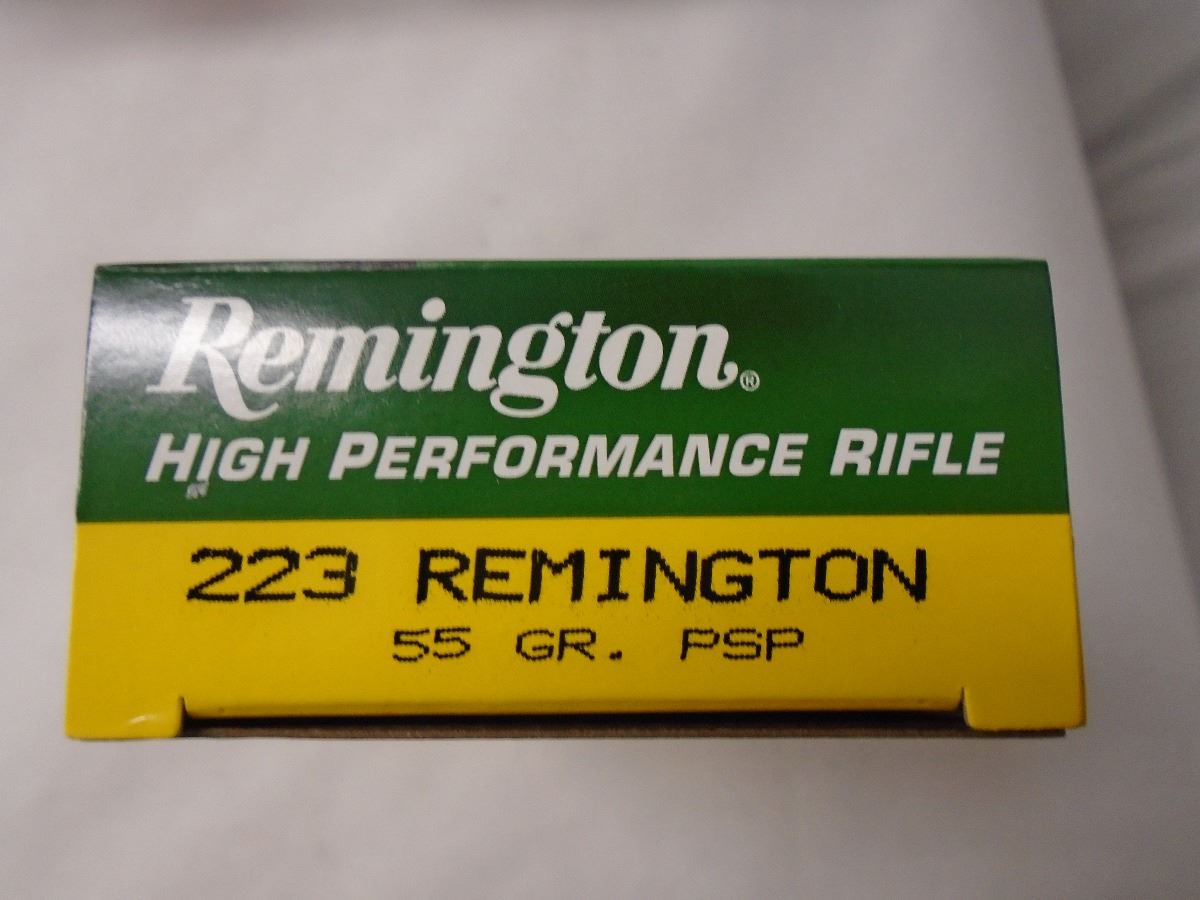 Remington®
HIGH PERFORMANCE RIFLE
223 REMINGTON
55 GR. PSP